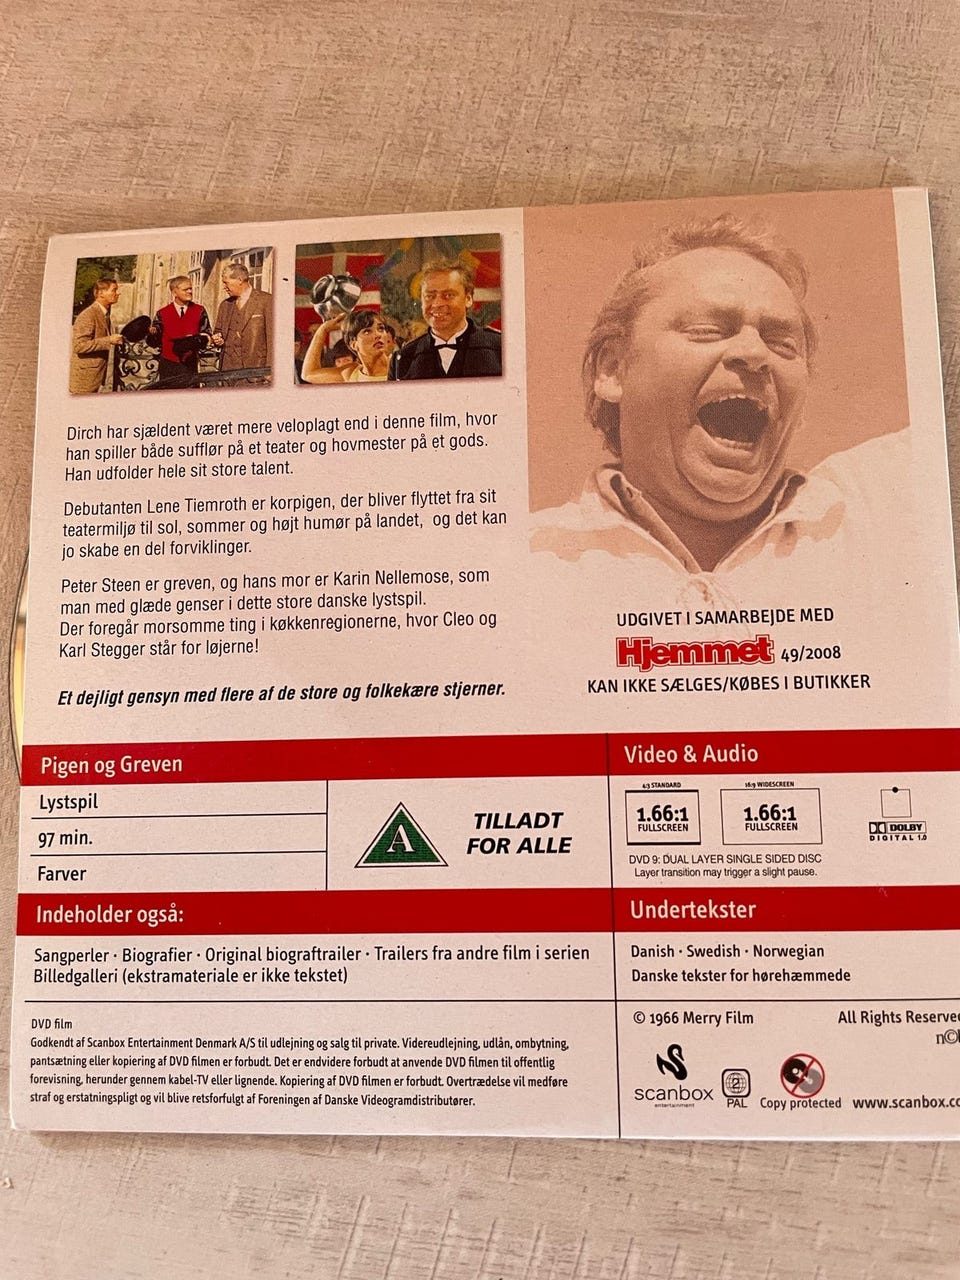 Dirch har sjældent været mere veloplagt end i denne film, hvor
han spiller både sufflør på et teater og hovmester på et gods.
Han udfolder hele sit store talent.
Debutanten Lene Tiemroth er korpigen, der bliver flyttet fra sit
teatermiljø til sol, sommer og højt humør på landet, og det kan
jo skabe en del forviklinger.
Peter Steen er greven, og hans mor er Karin Nellemose, som
man med glæde genser i dette store danske lystspil.
Der foregår morsomme ting i køkkenregionerne, hvor Cleo og
Karl Stegger står for løjerne!
Et dejligt gensyn med flere af de store og folkekære stjerner.
UDGIVET I SAMARBEJDE MED
Hjemmet 49/2008
KAN IKKE SÆLGES/KØBES I BUTIKKER
Pigen og Greven
Lystspil
97 min.
Farver
A
TILLADT
FOR ALLE
Video & Audio
4:3 STANDARD
1.66:1
FULLSCREEN
16:9 WIDESCREEN
1.66:1
FULLSCREEN
DOLBY
DIGITAL 1.0
DVD 9: DUAL LAYER SINGLE SIDED DISC
Layer transition may trigger a slight pause.
Indeholder også:
Sangperler · Biografier · Original biograftrailer · Trailers fra andre film i serien
Billedgalleri (ekstramateriale er ikke tekstet)
Undertekster
Danish · Swedish · Norwegian
Danske tekster for hørehæmmede
DVD film
Godkendt af Scanbox Entertainment Denmark A/S til udlejning og salg til private. Videreudlejning, udlån, ombytning,
pantsætning eller kopiering af DVD filmen er forbudt. Det er endvidere forbudt at anvende DVD filmen til offentlig
forevisning, herunder gennem kabel-TV eller lignende. Kopiering af DVD filmen er forbudt. Overtrædelse vil medføre
straf og erstatningspligt og vil blive retsforfulgt af Foreningen af Danske Videogramdistributører.
© 1966 Merry Film
All Rights Reserve
n©b
scanbox
entertainment
2
PAL
Copy protected
www.scanbox.co